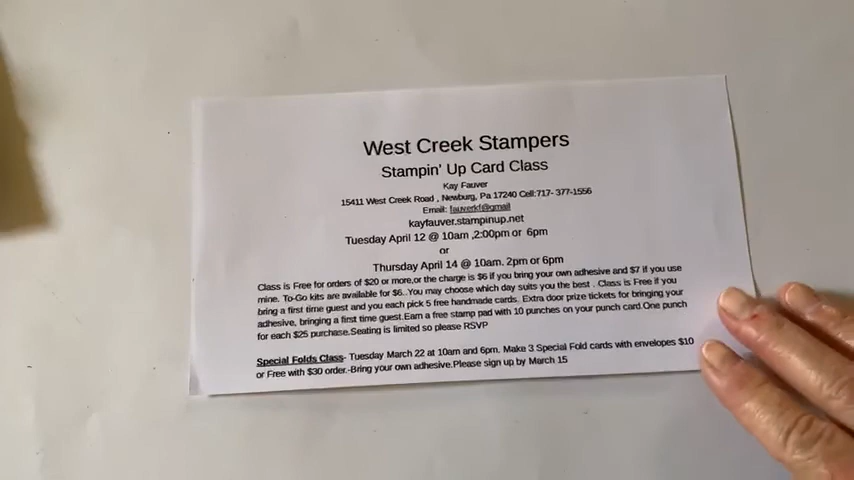 West Creek Stampers
Stampin' Up Card Class
Kay Fauver
15411 West Creek Road , Newburg, Pa 17240 Cell:717- 377-1556
Email: fauverkf@gmail
kayfauver.stampinup.net
Tuesday April 12 @ 10am ,2:00pm or 6pm
or
Thursday April 14 @ 10am. 2pm or 6pm
Class is Free for orders of $20 or more,or the charge is $6 if you bring your own adhesive and $7 if you use
mine. To-Go kits are available for $6..You may choose which day suits you the best . Class is Free if you
bring a first time guest and you each pick 5 free handmade cards. Extra door prize tickets for bringing your
adhesive, bringing a first time guest.Earn a free stamp pad with 10 punches on your punch card.One punch
for each $25 purchase.Seating is limited so please RSVP
Special Folds Class- Tuesday March 22 at 10am and 6pm. Make 3 Special Fold cards with envelopes $10
or Free with $30 order.-Bring your own adhesive.Please sign up by March 15